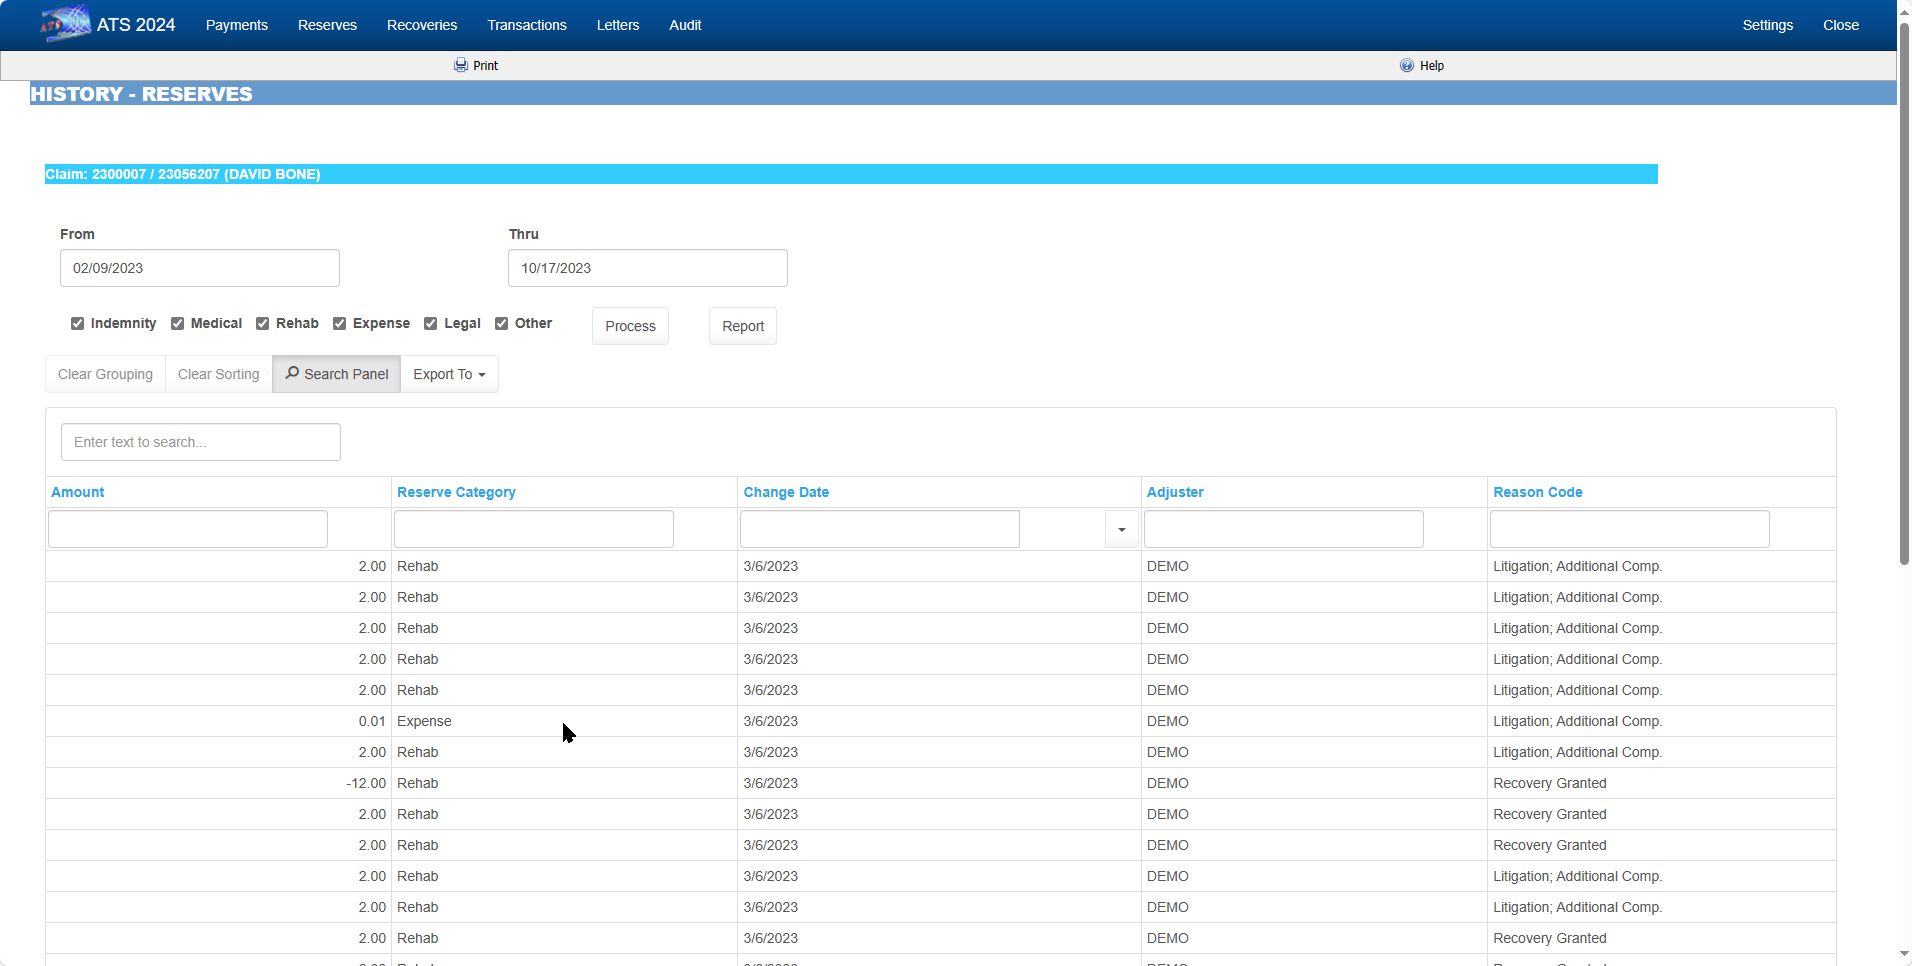 ATS 2024 Payments Reserves Recoveries Transactions Letters Audit Settings Close
Print Help
HISTORY - RESERVES
Claim: 2300007 / 23056207 (DAVID BONE)
From Thru
02/09/2023 10/17/2023
Indemnity Medical Rehab Expense Legal Other Process Report
Clear Grouping Clear Sorting Search Panel Export To
Enter text to search...
Amount Reserve Category Change Date Adjuster Reason Code
2.00 Rehab 3/6/2023 DEMO Litigation; Additional Comp.
2.00 Rehab 3/6/2023 DEMO Litigation; Additional Comp.
2.00 Rehab 3/6/2023 DEMO Litigation; Additional Comp.
2.00 Rehab 3/6/2023 DEMO Litigation; Additional Comp.
2.00 Rehab 3/6/2023 DEMO Litigation; Additional Comp.
0.01 Expense 3/6/2023 DEMO Litigation; Additional Comp.
2.00 Rehab 3/6/2023 DEMO Litigation; Additional Comp.
-12.00 Rehab 3/6/2023 DEMO Recovery Granted
2.00 Rehab 3/6/2023 DEMO Recovery Granted
2.00 Rehab 3/6/2023 DEMO Recovery Granted
2.00 Rehab 3/6/2023 DEMO Litigation; Additional Comp.
2.00 Rehab 3/6/2023 DEMO Litigation; Additional Comp.
2.00 Rehab 3/6/2023 DEMO Recovery Granted